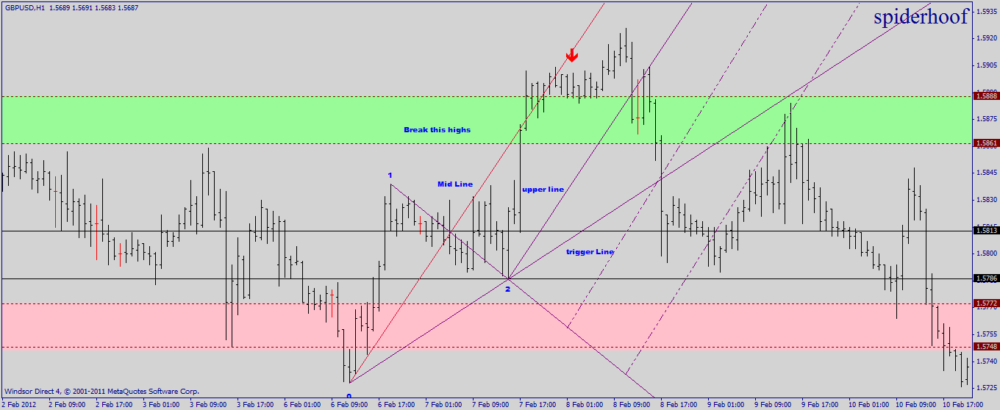 GBPUSD,H1 1.5689 1.5691 1.5683 1.5687
spiderhoof
1.5935
1.5920
1.5905
1.5888
1.5875
Break this highs
1.5861
1
1.5845
Mid Line
upper line
1.5830
1.5813
trigger Line
1.5800
1.5786
2
1.5772
1.5755
1.5748
1.5740
Windsor Direct 4, © 2001-2011 MetaQuotes Software Corp.
0
1.5725
2 Feb 2012 2 Feb 09:00 2 Feb 17:00 3 Feb 01:00 3 Feb 09:00 3 Feb 17:00 6 Feb 01:00 6 Feb 09:00 6 Feb 17:00 7 Feb 01:00 7 Feb 09:00 7 Feb 17:00 8 Feb 01:00 8 Feb 09:00 8 Feb 17:00 9 Feb 01:00 9 Feb 09:00 9 Feb 17:00 10 Feb 01:00 10 Feb 09:00 10 Feb 17:00